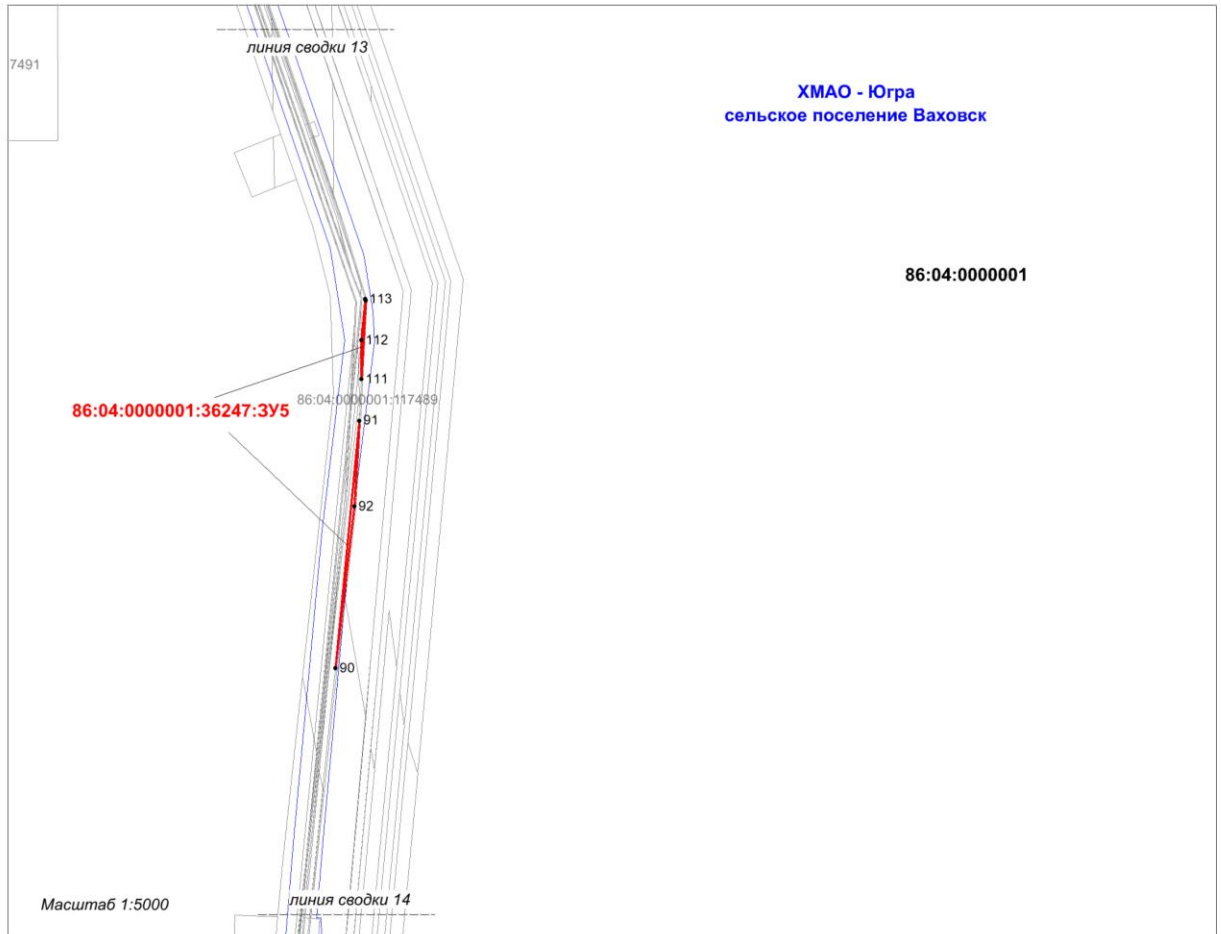 линия сводки 13
7491
ХМАО - Югра
сельское поселение Ваховск
86:04:0000001
113
112
111
86:04:0000001:117489
86:04:0000001:36247:ЗУ5
91
92
90
линия сводки 14
Масштаб 1:5000